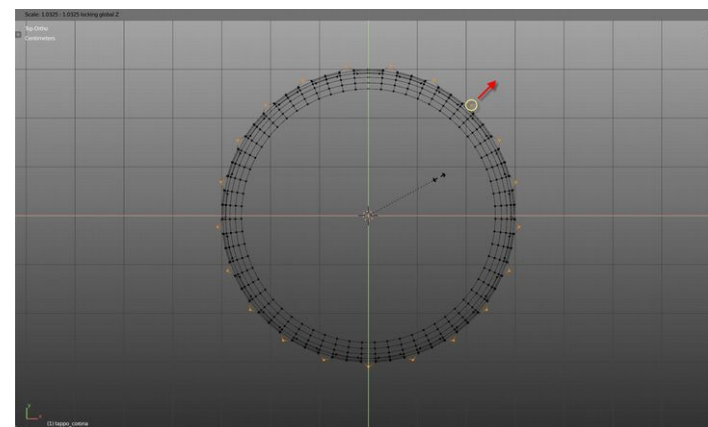 Scale: 1.0325 : 1.0325 locking global Z
Top Ortho
Centimeters
Y
X
(1) tappo_corona